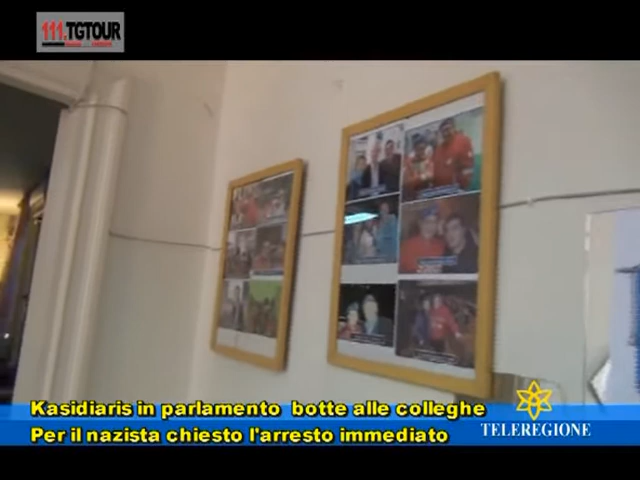 111.TGTOUR
Kasidiaris in parlamento botte alle colleghe
Per il nazista chiesto l'arresto immediato
TELEREGIONE